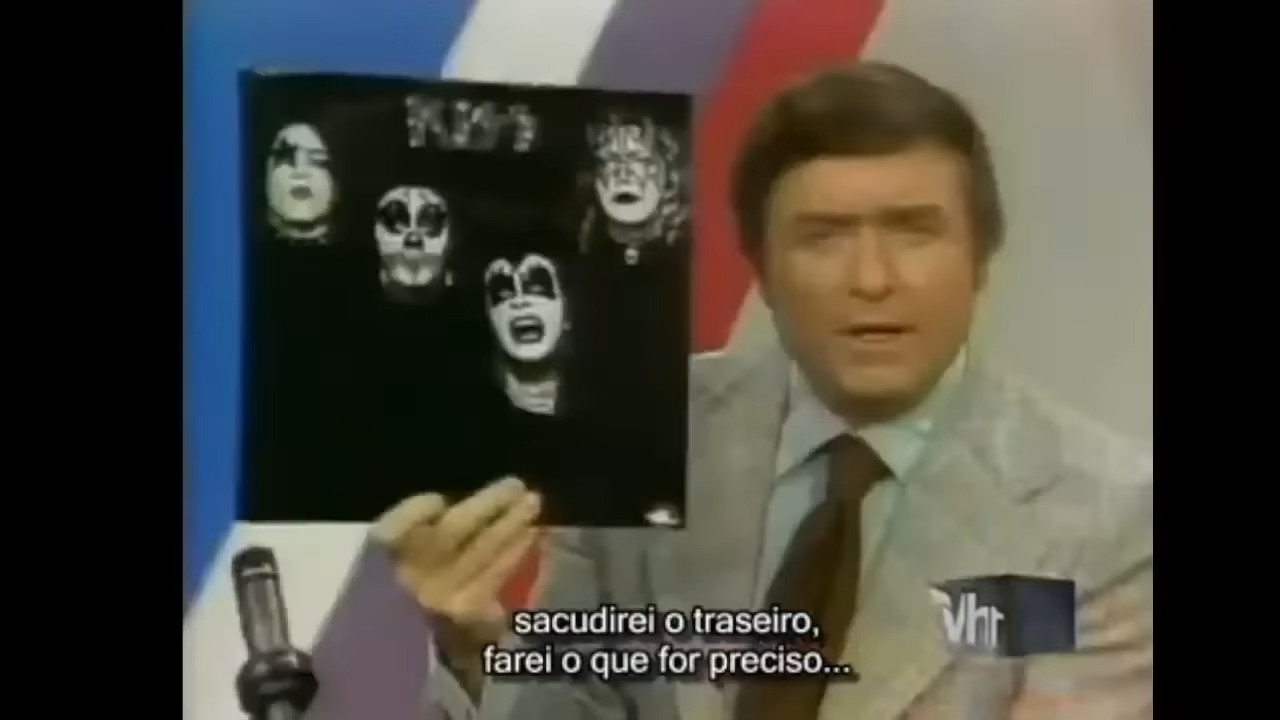 KISS
sacudirei o traseiro,
farei o que for preciso...
vh1